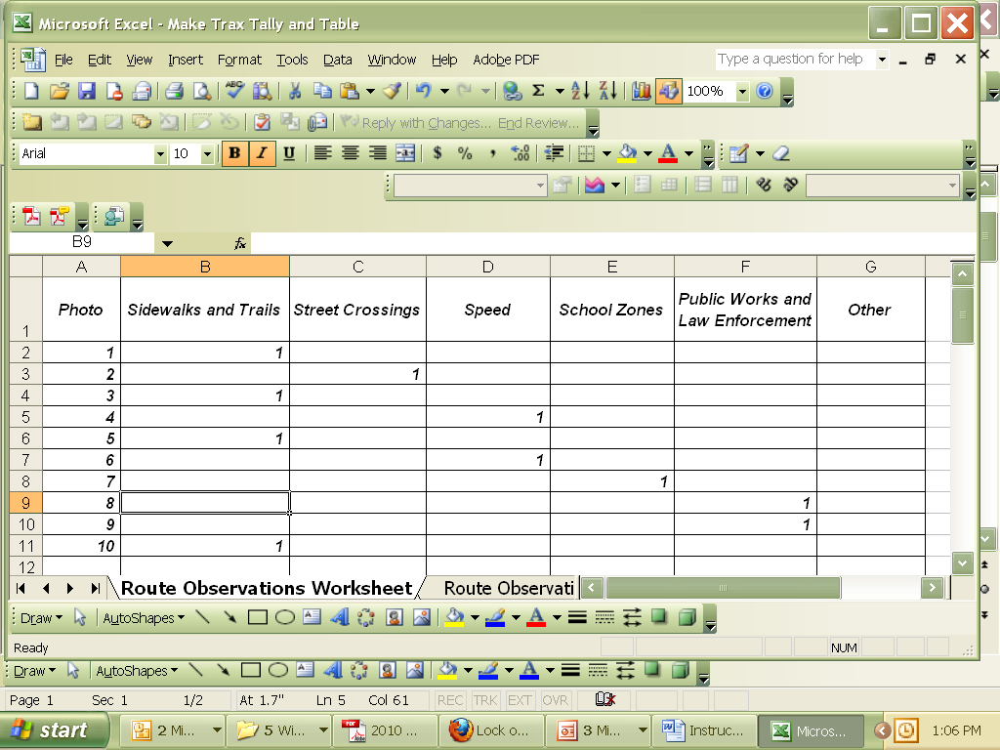 Microsoft Excel - Make Trax Tally and Table
File Edit View Insert Format Tools Data Window Help Adobe PDF Type a question for help
100%
Reply with Changes... End Review...
Arial 10 B I U $ % ,
B9 fx
A B C D E F G
1 Photo Sidewalks and Trails Street Crossings Speed School Zones Public Works and Law Enforcement Other
2 1 1
3 2 1
4 3 1
5 4 1
6 5 1
7 6 1
8 7 1
9 8 1
10 9 1
11 10 1
12
Route Observations Worksheet Route Observati
Draw AutoShapes
Ready NUM
Draw AutoShapes
Page 1 Sec 1 1/2 At 1.7" Ln 5 Col 61 REC TRK EXT OVR
start 2 Mi... 5 Wi... 2010 ... Lock o... 3 Mi... Instruc... Micros... 1:06 PM